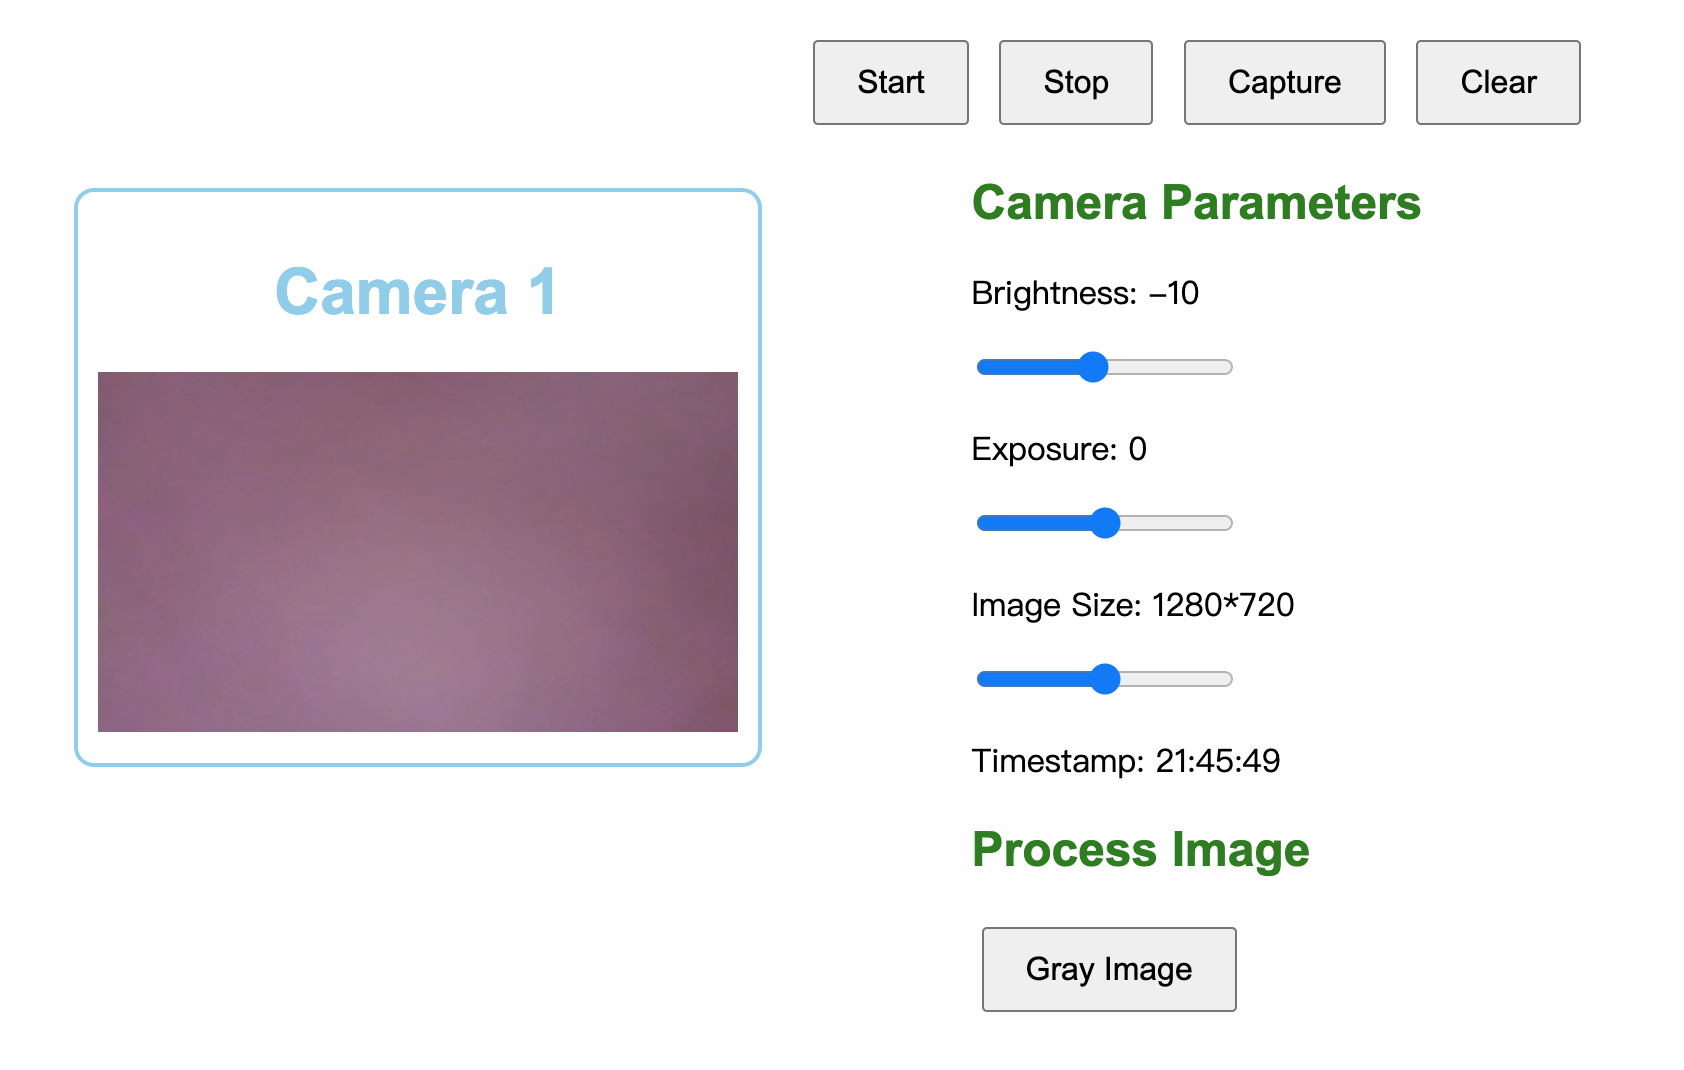 Start Stop Capture Clear
Camera 1
Camera Parameters
Brightness: -10
Exposure: 0
Image Size: 1280*720
Timestamp: 21:45:49
Process Image
Gray Image